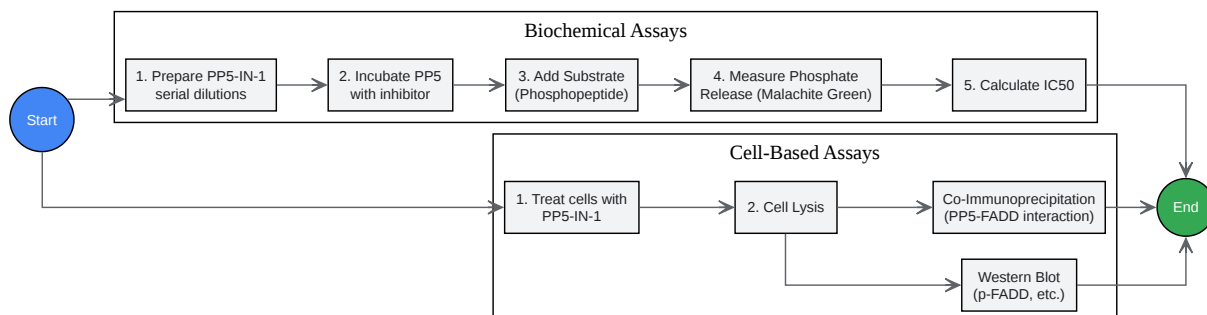 Biochemical Assays
1. Prepare PP5-IN-1
serial dilutions
2. Incubate PP5
with inhibitor
3. Add Substrate
(Phosphopeptide)
4. Measure Phosphate
Release (Malachite Green)
5. Calculate IC50
Start
Cell-Based Assays
1. Treat cells with
PP5-IN-1
2. Cell Lysis
Co-Immunoprecipitation
(PP5-FADD interaction)
End
Western Blot
(p-FADD, etc.)